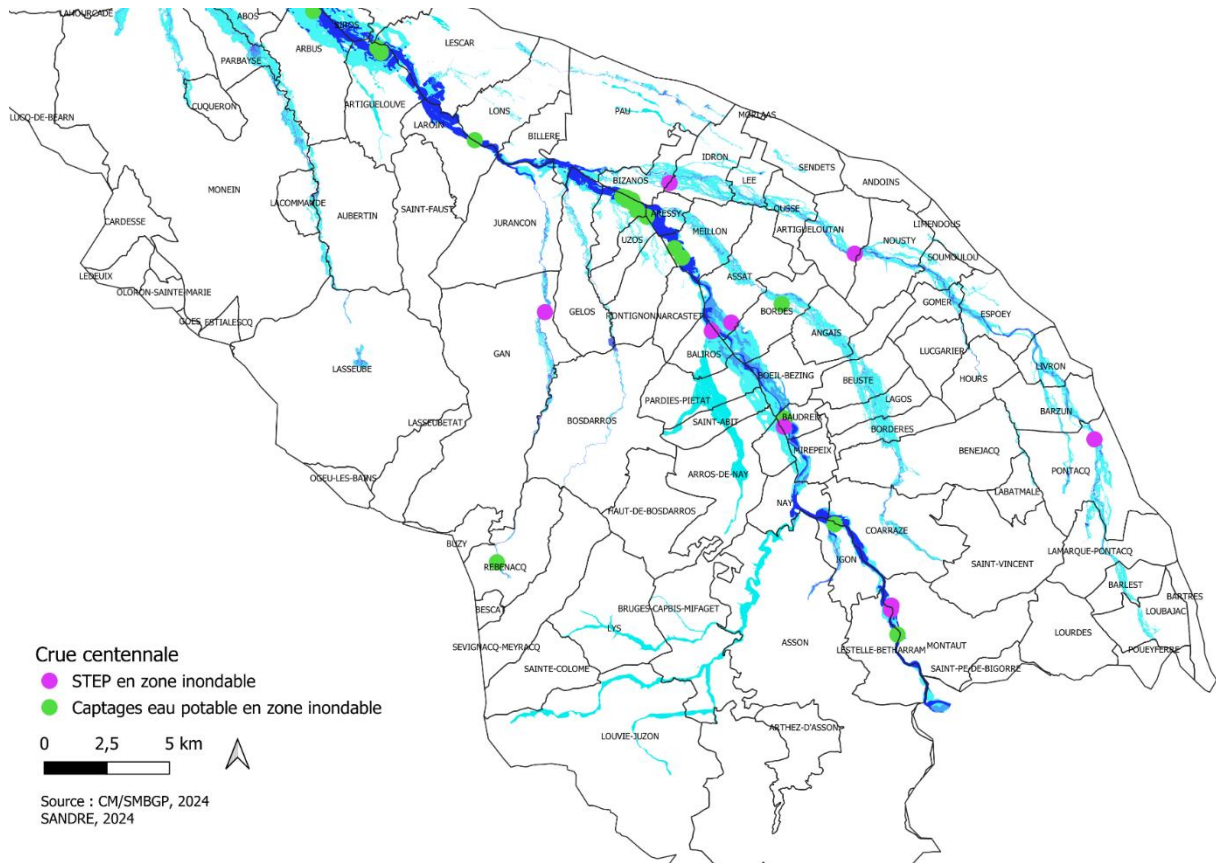 LAHOURCADE
ABOS
ARBUS
LESCAR
PARBAYSE
CUQUERON
ARTIGUELOUVE
LONS
PAU
MORLAAS
LUCQ-DE-BEARN
LAROIN
BILLERE
IDRON
SENDETS
MONEIN
LACOMMANDE
AUBERTIN
SAINT-FAUST
BIZANOS
LEE
ANDOINS
CARDESSE
JURANCON
ARESSY
OUSSE
LIMENDOUS
UZOS
MEILLON
ARTIGUELOUTAN
NOUSTY
SOUMOULOU
LEDEUIX
ASSAT
OLORON-SAINTE-MARIE
GOES
ESTIALESCQ
GELOS
RONTIGNON
NARCASTET
BORDES
ANGAIS
GOMER
ESPOEY
LASSEUBE
GAN
BALIROS
LUCGARIER
LIVRON
BOEIL-BEZING
BEUSTE
HOURS
PARDIES-PIETAT
LAGOS
BARZUN
LASSEUBETAT
BOSDARROS
SAINT-ABIT
BAUDREIX
BORDERES
MIREPEIX
BENEJACQ
PONTACQ
OGEU-LES-BAINS
ARROS-DE-NAY
LABATMALE
HAUT-DE-BOSDARROS
NAY
COARRAZE
BUZY
REBENACQ
IGON
SAINT-VINCENT
LAMARQUE-PONTACQ
BARLEST
BARTRES
BESCAT
BRUGES-CAPBIS-MIFAGET
LOUBAJAC
LYS
LOURDES
SEVIGNACQ-MEYRACQ
ASSON
LESTELLE-BETHARRAM
MONTAUT
POUEYFERRE
SAINTE-COLOME
SAINT-PE-DE-BIGORRE
ARTHEZ-D'ASSON
LOUVIE-JUZON
Crue centennale
STEP en zone inondable
Captages eau potable en zone inondable
0 2,5 5 km
Source : CM/SMBGP, 2024
SANDRE, 2024